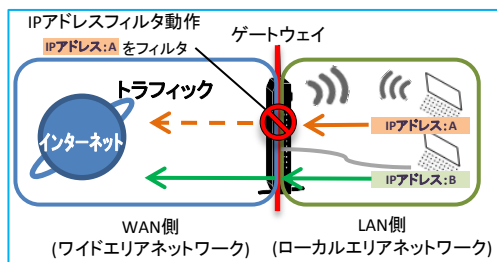 IPアドレスフィルタ動作
IPアドレス:A をフィルタ
ゲートウェイ
トラフィック
インターネット
IPアドレス:A
IPアドレス:B
WAN側
(ワイドエリアネットワーク)
LAN側
(ローカルエリアネットワーク)